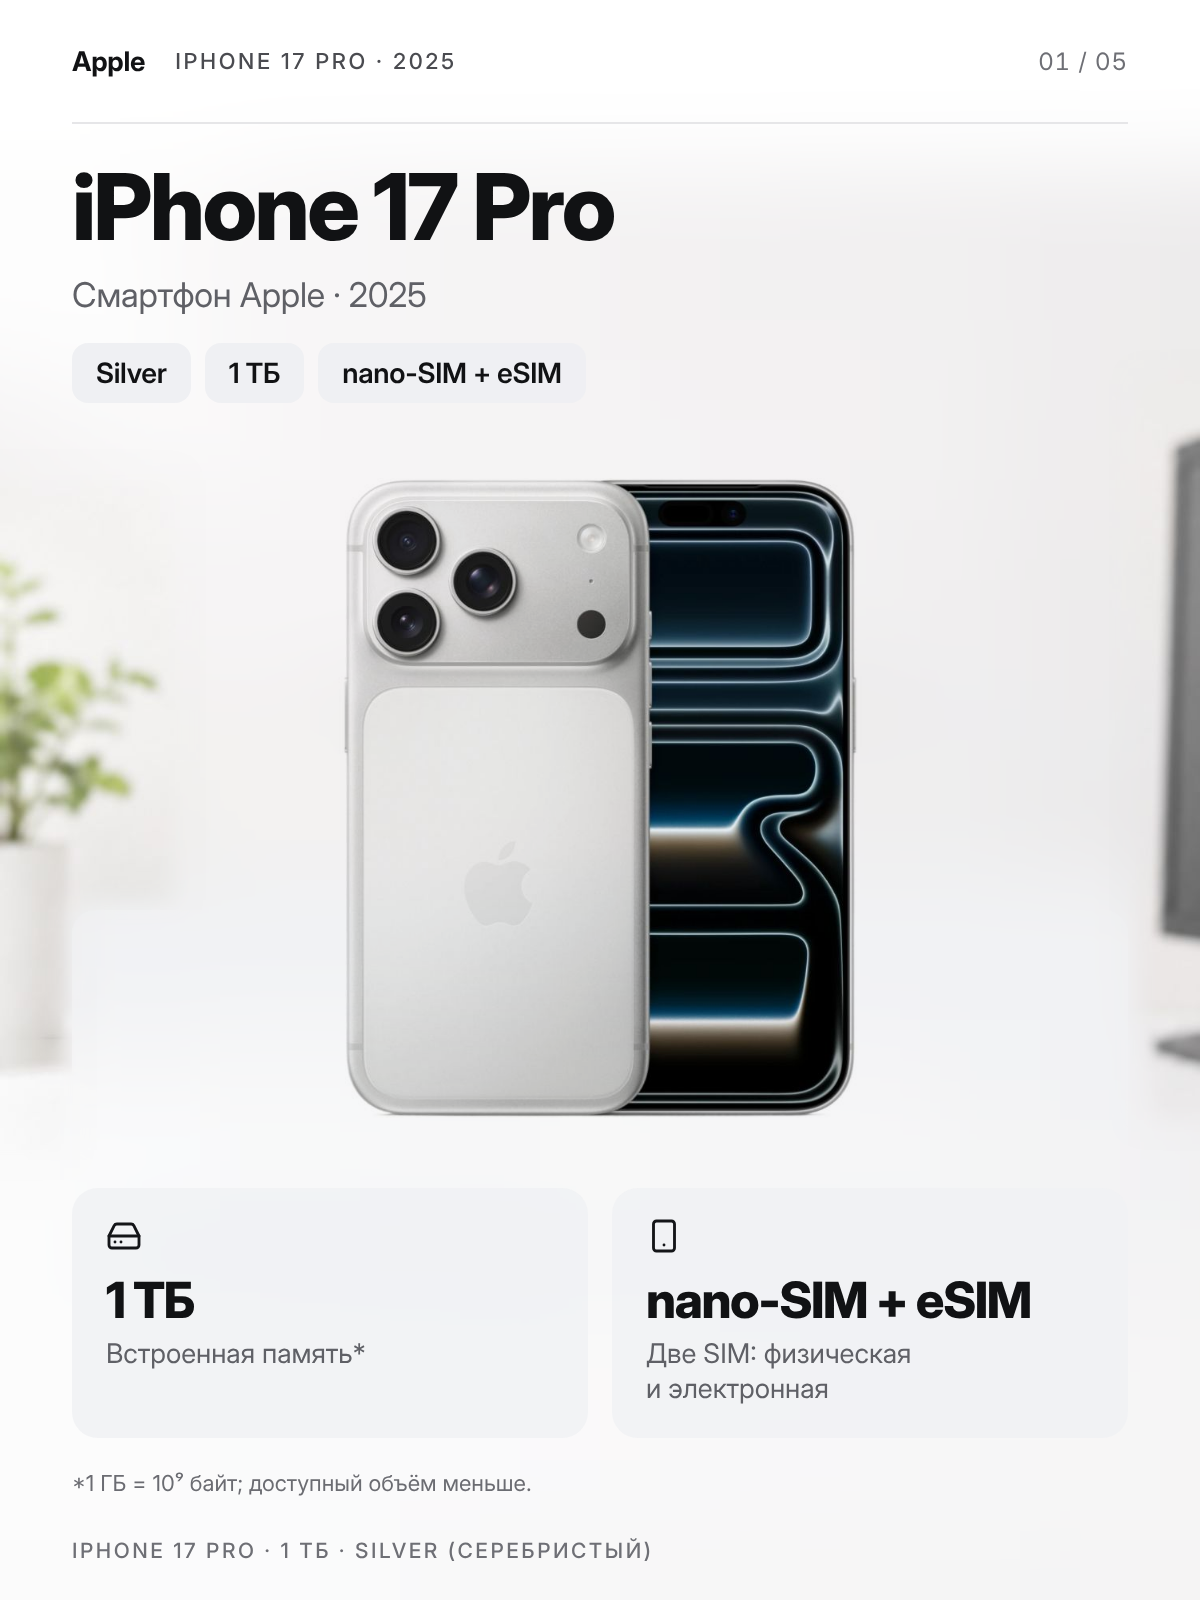 Apple IPHONE 17 PRO · 2025 01 / 05
iPhone 17 Pro
Смартфон Apple · 2025
Silver 1 ТБ nano-SIM + eSIM
1 ТБ
Встроенная память*
nano-SIM + eSIM
Две SIM: физическая
и электронная
*1 ГБ = 10⁹ байт; доступный объём меньше.
IPHONE 17 PRO · 1 ТБ · SILVER (СЕРЕБРИСТЫЙ)